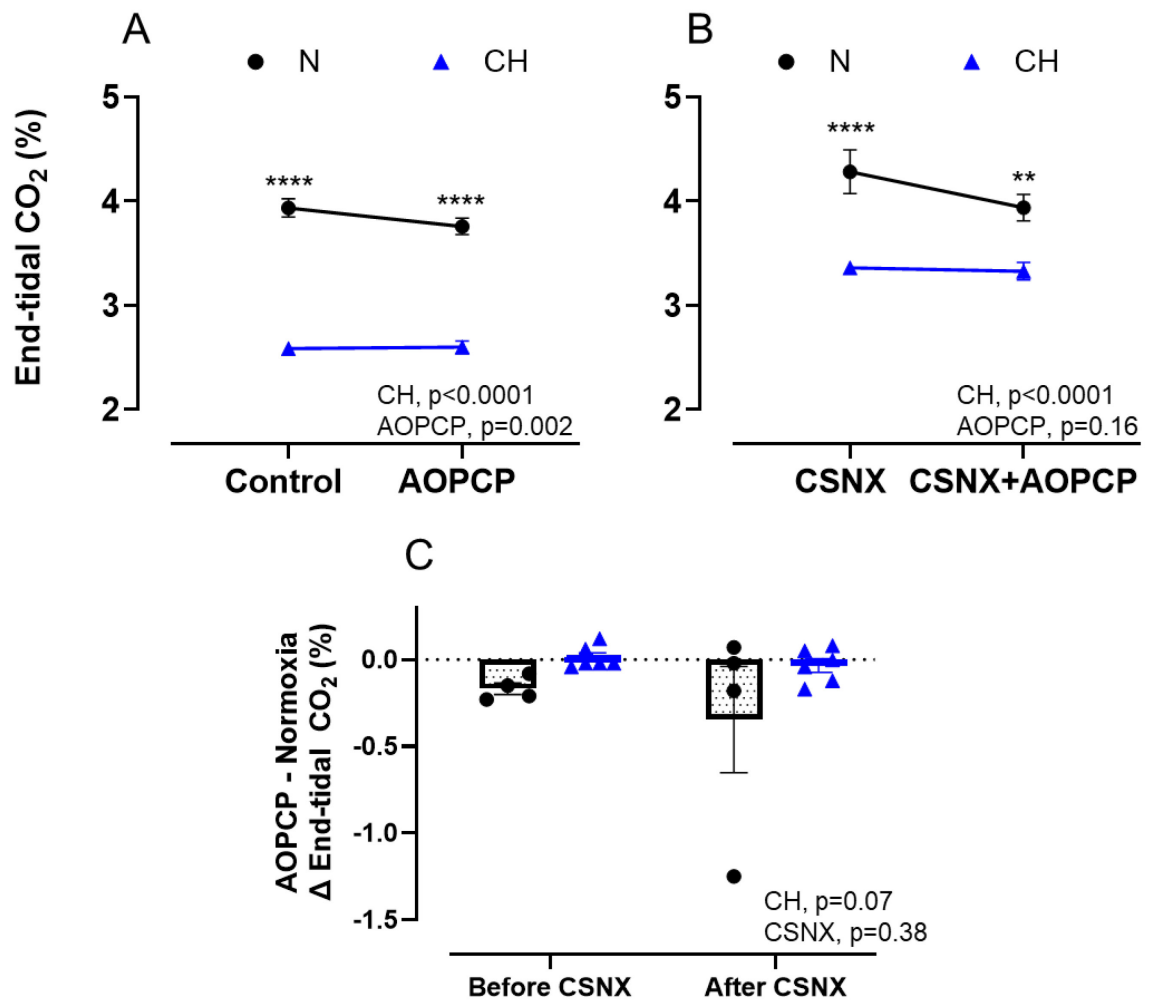 A
N CH
End-tidal CO₂ (%)
5
4
3
2
****
****
CH, p<0.0001
AOPCP, p=0.002
Control AOPCP
B
N CH
5
4
3
2
****
**
CH, p<0.0001
AOPCP, p=0.16
CSNX CSNX+AOPCP
C
AOPCP - Normoxia
Δ End-tidal CO₂ (%)
0.0
-0.5
-1.0
-1.5
CH, p=0.07
CSNX, p=0.38
Before CSNX After CSNX